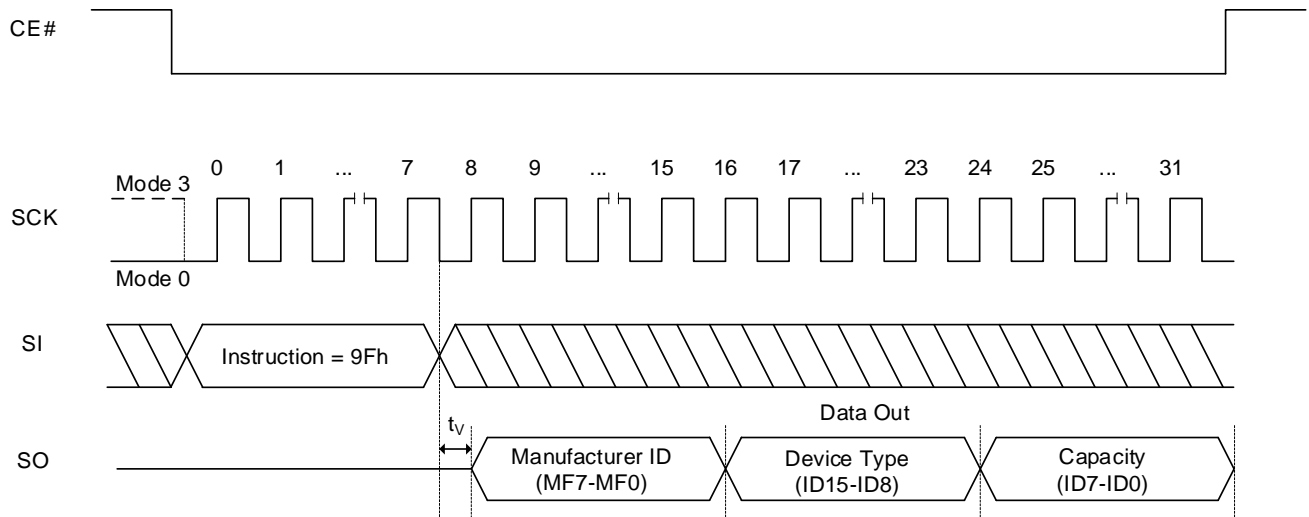 CE#
0 1 ... 7 8 9 ... 15 16 17 ... 23 24 25 ... 31
Mode 3
SCK
Mode 0
SI
Instruction = 9Fh
Data Out
tV
SO
Manufacturer ID
(MF7-MF0)
Device Type
(ID15-ID8)
Capacity
(ID7-ID0)